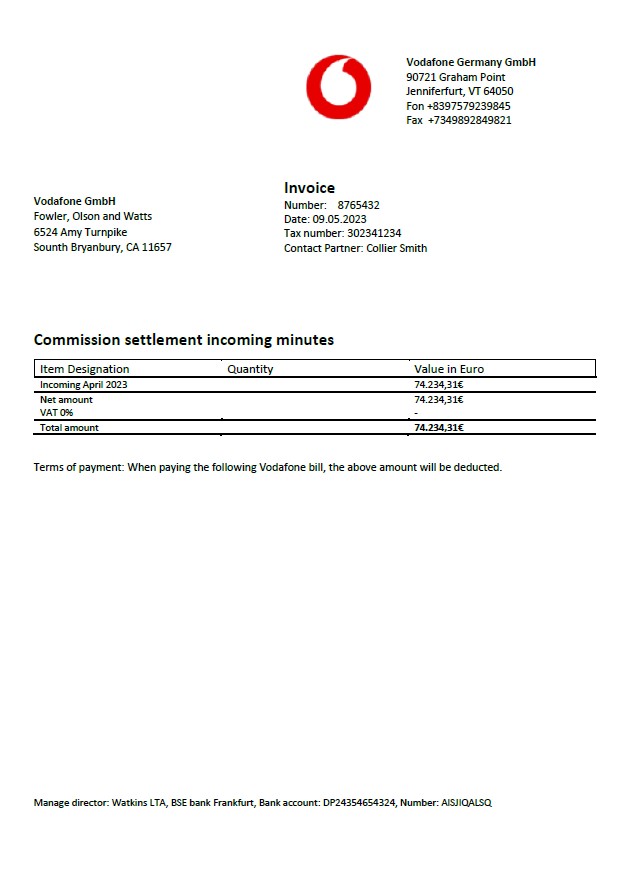 Vodafone Germany GmbH
90721 Graham Point
Jenniferfurt, VT 64050
Fon +8397579239845
Fax +7349892849821
Vodafone GmbH
Fowler, Olson and Watts
6524 Amy Turnpike
Sounth Bryanbury, CA 11657
Invoice
Number: 8765432
Date: 09.05.2023
Tax number: 302341234
Contact Partner: Collier Smith
Commission settlement incoming minutes
Item Designation Quantity Value in Euro
Incoming April 2023 74.234,31€
Net amount 74.234,31€
VAT 0% -
Total amount 74.234,31€
Terms of payment: When paying the following Vodafone bill, the above amount will be deducted.
Manage director: Watkins LTA, BSE bank Frankfurt, Bank account: DP24354654324, Number: AISJIQALSQ